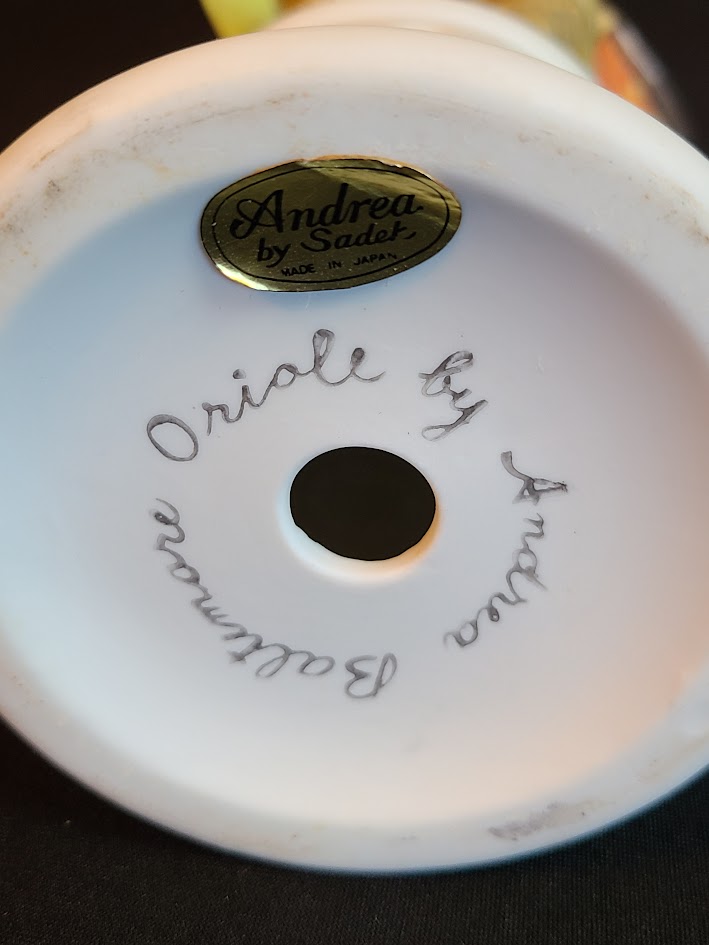 Andrea
by Sadek
MADE IN JAPAN
Baltimore Oriole by Andrea